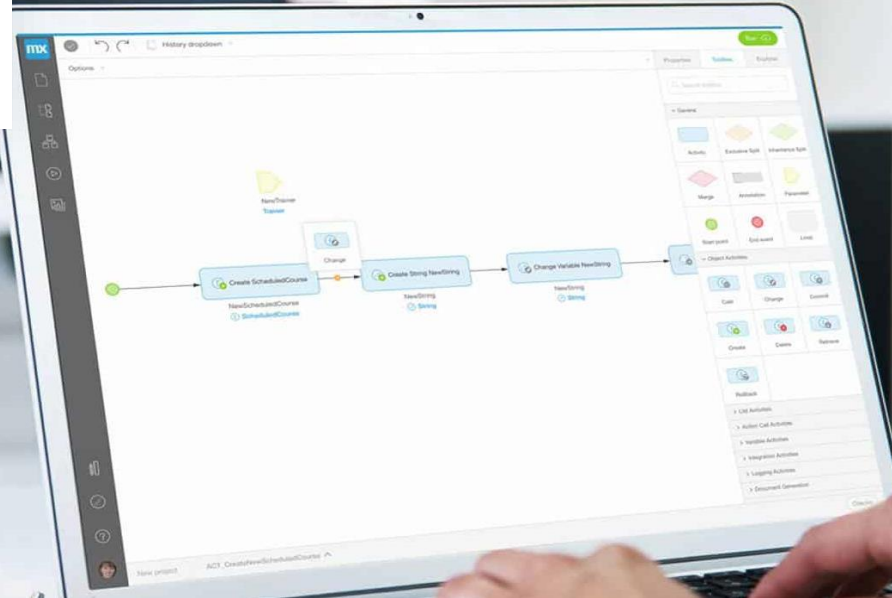 mx
History dropdown
Options
Properties Toolbox Explorer
Search toolbox
General
Activity Exclusive Split Inheritance Split
Merge Annotation Parameter
Start event End event Loop
Object Activities
Cast Change Commit
Create Delete Retrieve
Rollback
List Activities
Action Call Activities
Variable Activities
Integration Activities
Logging Activities
Document Generation
NewTrainer
Trainer
Change
Create ScheduledCourse
NewScheduledCourse
ScheduledCourse
Create String NewString
NewString
String
Change Variable NewString
NewString
String
New project ACT_CreateNewScheduledCourse